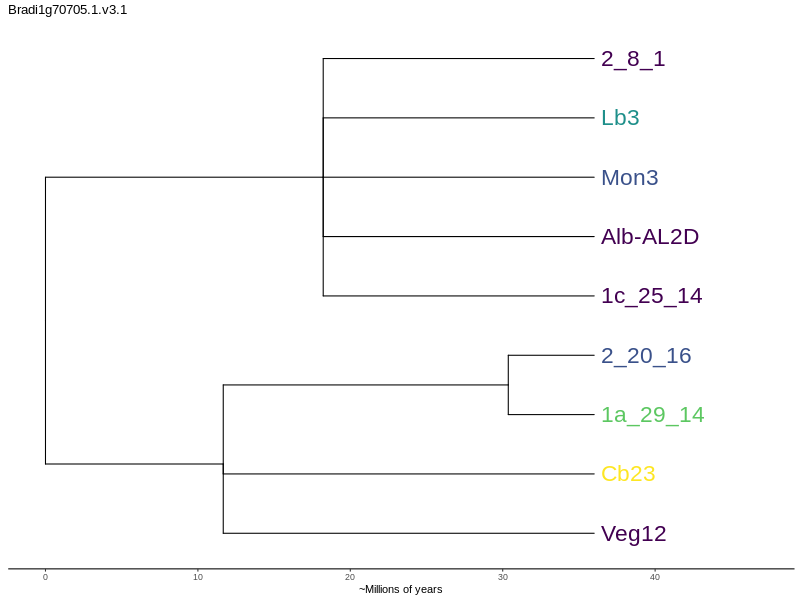 Bradi1g70705.1.v3.1
2_8_1
Lb3
Mon3
Alb-AL2D
1c_25_14
2_20_16
1a_29_14
Cb23
Veg12
0 10 20 30 40
~Millions of years